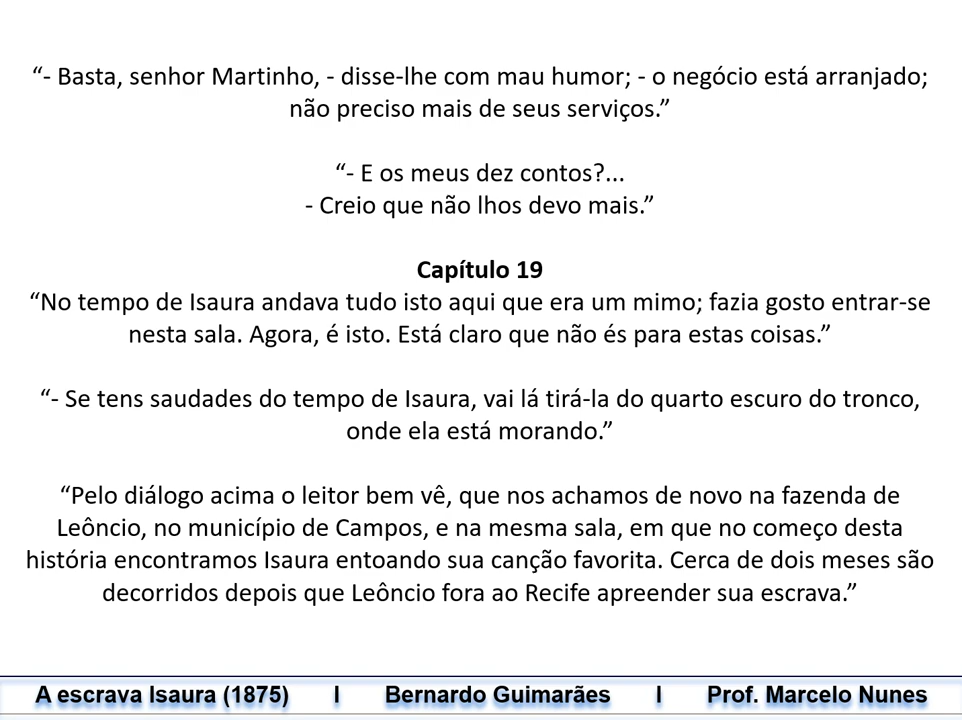 “- Basta, senhor Martinho, - disse-lhe com mau humor; - o negócio está arranjado;
não preciso mais de seus serviços.”
“- E os meus dez contos?...
- Creio que não lhos devo mais.”
Capítulo 19
“No tempo de Isaura andava tudo isto aqui que era um mimo; fazia gosto entrar-se
nesta sala. Agora, é isto. Está claro que não és para estas coisas.”
“- Se tens saudades do tempo de Isaura, vai lá tirá-la do quarto escuro do tronco,
onde ela está morando.”
“Pelo diálogo acima o leitor bem vê, que nos achamos de novo na fazenda de
Leôncio, no município de Campos, e na mesma sala, em que no começo desta
história encontramos Isaura entoando sua canção favorita. Cerca de dois meses são
decorridos depois que Leôncio fora ao Recife apreender sua escrava.”
A escrava Isaura (1875) I Bernardo Guimarães I Prof. Marcelo Nunes